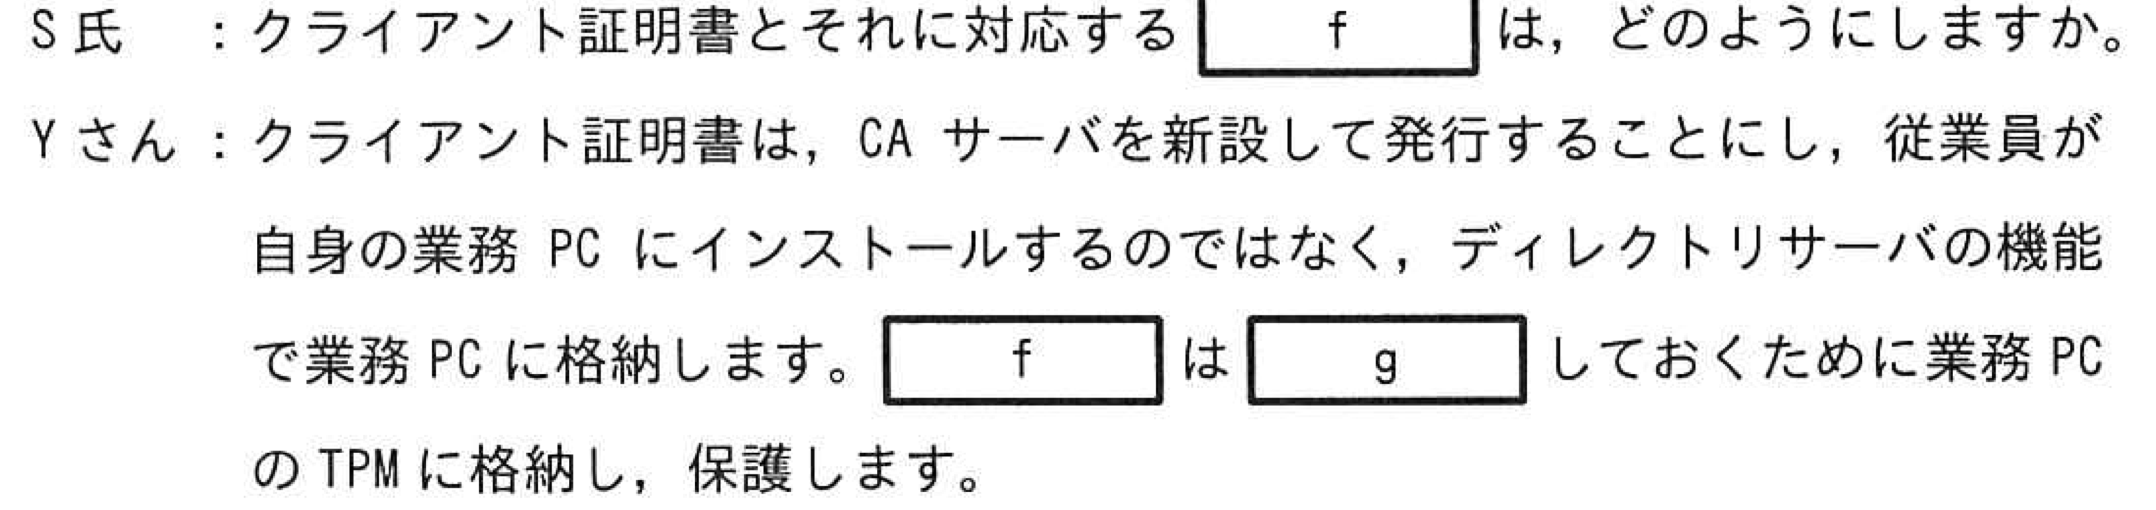 S氏　：クライアント証明書とそれに対応する f は，どのようにしますか。
Yさん：クライアント証明書は，CA サーバを新設して発行することにし，従業員が
自身の業務 PC にインストールするのではなく，ディレクトリサーバの機能
で業務 PC に格納します。 f は g しておくために業務 PC
の TPM に格納し，保護します。